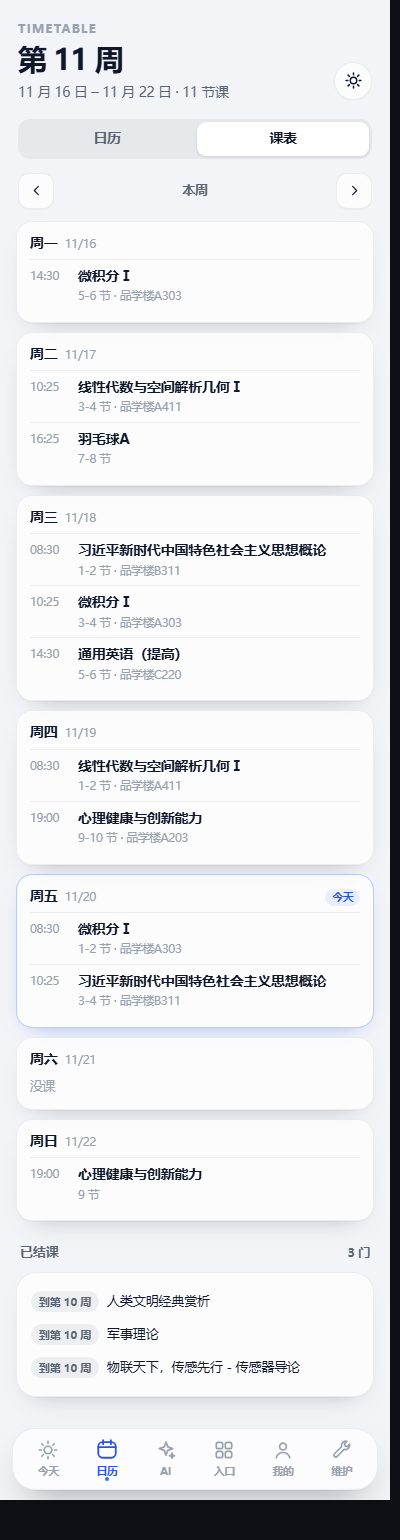 TIMETABLE
第 11 周
11 月 16 日 – 11 月 22 日 · 11 节课
日历
课表
本周
周一 11/16
14:30 微积分 I
5-6 节 · 品学楼A303
周二 11/17
10:25 线性代数与空间解析几何 I
3-4 节 · 品学楼A411
16:25 羽毛球A
7-8 节
周三 11/18
08:30 习近平新时代中国特色社会主义思想概论
1-2 节 · 品学楼B311
10:25 微积分 I
3-4 节 · 品学楼A303
14:30 通用英语（提高）
5-6 节 · 品学楼C220
周四 11/19
08:30 线性代数与空间解析几何 I
1-2 节 · 品学楼A411
19:00 心理健康与创新能力
9-10 节 · 品学楼A203
周五 11/20 今天
08:30 微积分 I
1-2 节 · 品学楼A303
10:25 习近平新时代中国特色社会主义思想概论
3-4 节 · 品学楼B311
周六 11/21
没课
周日 11/22
19:00 心理健康与创新能力
9 节
已结课 3 门
到第 10 周 人类文明经典赏析
到第 10 周 军事理论
到第 10 周 物联天下，传感先行 - 传感器导论
今天 日历 AI 入口 我的 维护